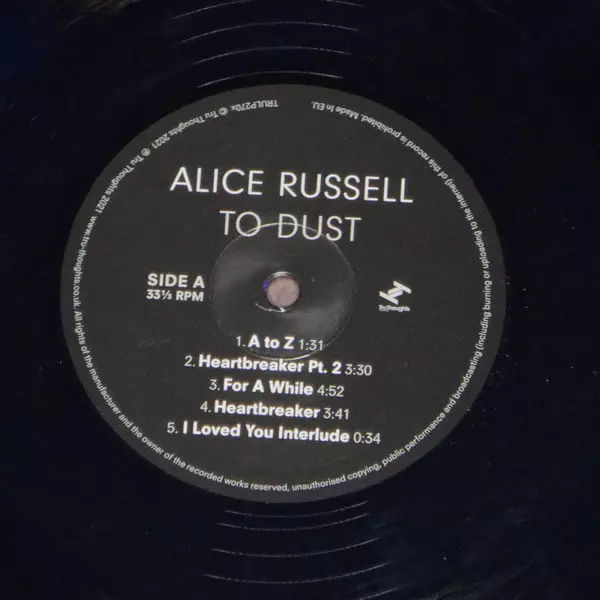 ALICE RUSSELL
TO DUST
SIDE A
33⅓ RPM
Tru Thoughts
1. A to Z 1:31
2. Heartbreaker Pt. 2 3:30
3. For A While 4:52
4. Heartbreaker 3:41
5. I Loved You Interlude 0:34
TRULP270x © Tru Thoughts 2021 ℗ Tru Thoughts 2021 www.tru-thoughts.co.uk. All rights of the manufacturer and the owner of the recorded works reserved, unauthorised copying, public performance and broadcasting (including burning or uploading to the internet) of this record is prohibited. Made in EU.